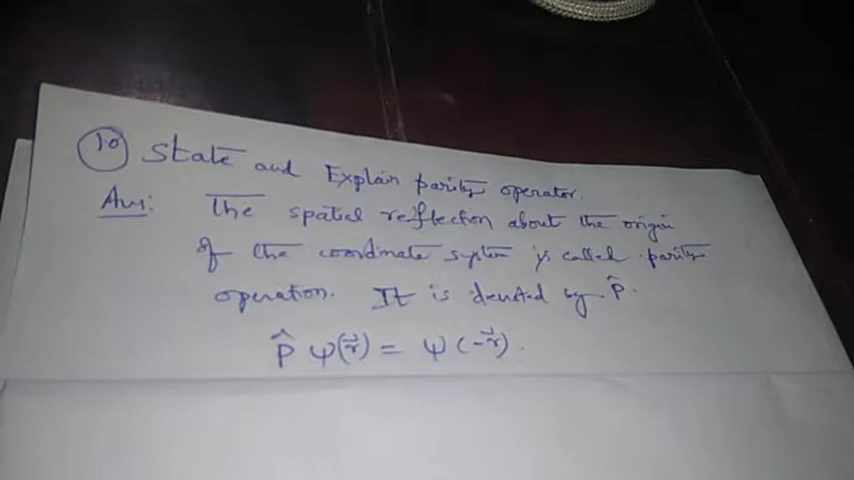 10 State and Explain parity operator.
Ans: The spatial reflection about the origin
of the coordinate system is called parity
operation. It is denoted by P̂.
P̂ ψ(r⃗) = ψ(-r⃗).